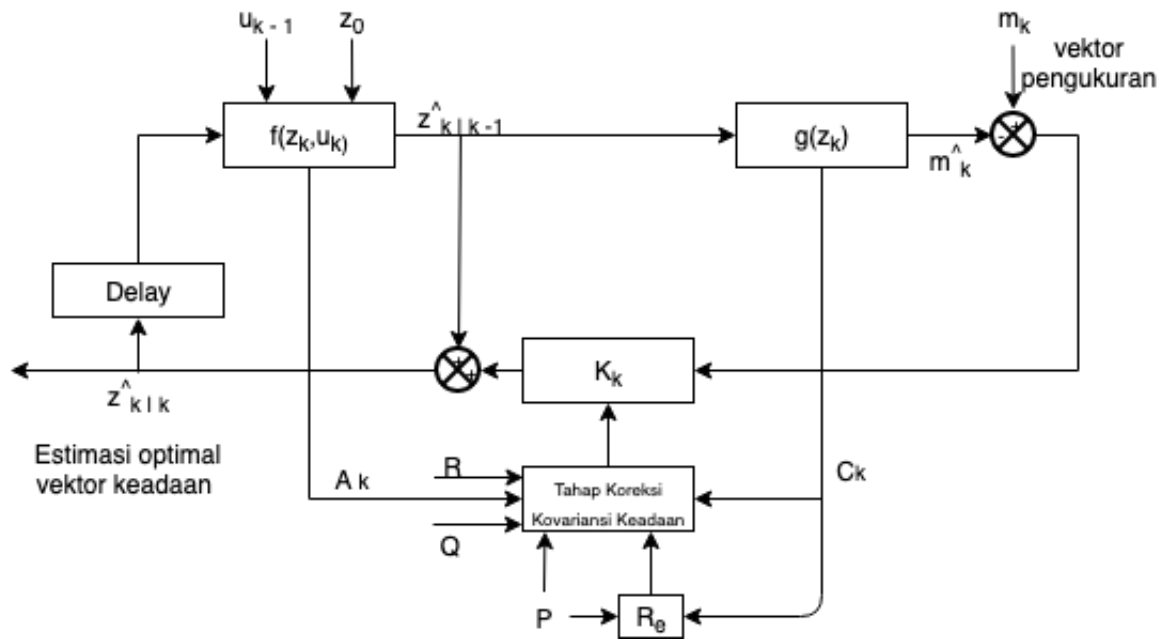 u k - 1
z0
mk
vektor
pengukuran
f(zk,uk)
z^k | k -1
g(zk)
m^k
- +
Delay
+
+
Kk
z^k | k
Estimasi optimal
vektor keadaan
A k
R
Q
Tahap Koreksi
Kovariansi Keadaan
Ck
P
Re